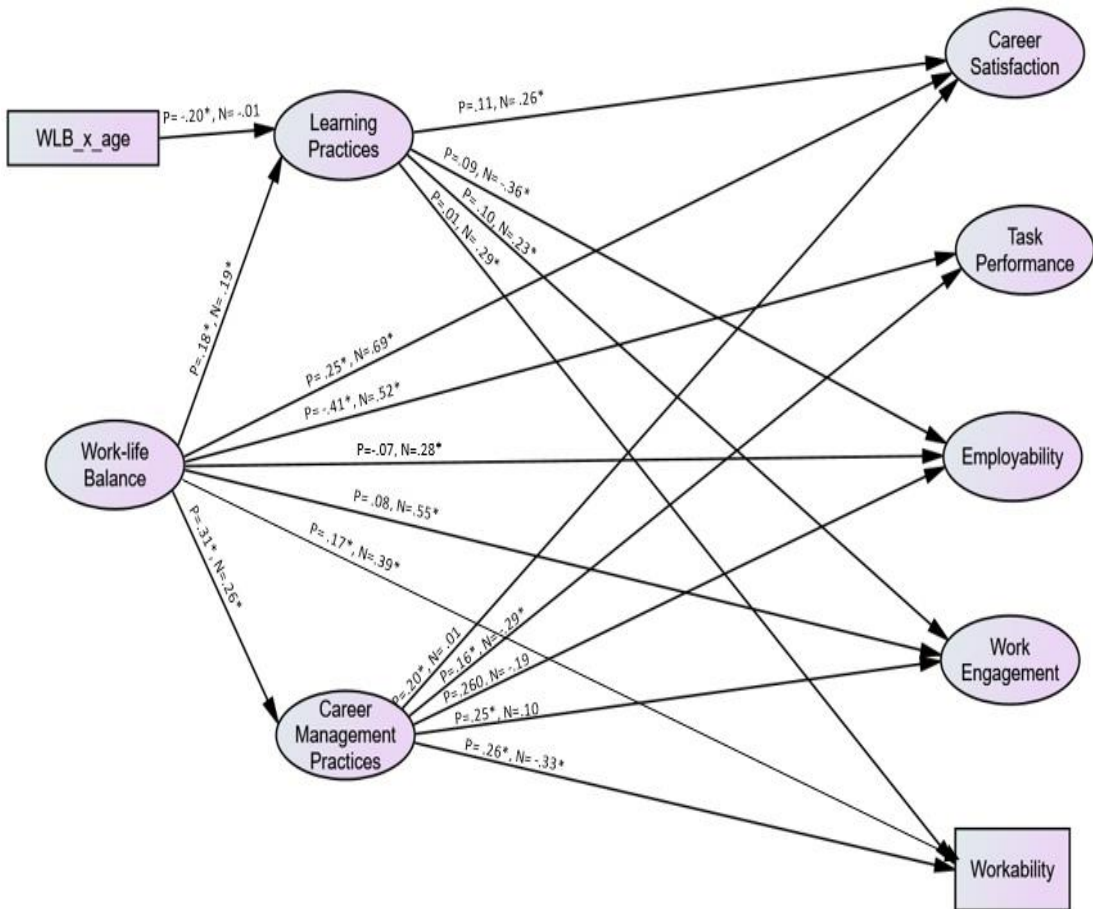 Career
Satisfaction
P= -.20*, N= -.01
WLB_x_age
Learning
Practices
P=.11, N= .26*
P=.09, N= -.36*
P= .10, N=.23*
P=.01, N= .29*
Task
Performance
P=.18*, N= .19*
P= .25*, N=.69*
P= -.41*, N=.52*
Work-life
Balance
P=-.07, N=.28*
Employability
P= .08, N=.55*
P= .17*, N=.39*
P=.31*, N=.26*
P=.20*, N= .01
P=.16*, N= -.29*
P=.260, N= -.19
P=.25*, N=.10
P= .26*, N= -.33*
Career
Management
Practices
Work
Engagement
Workability